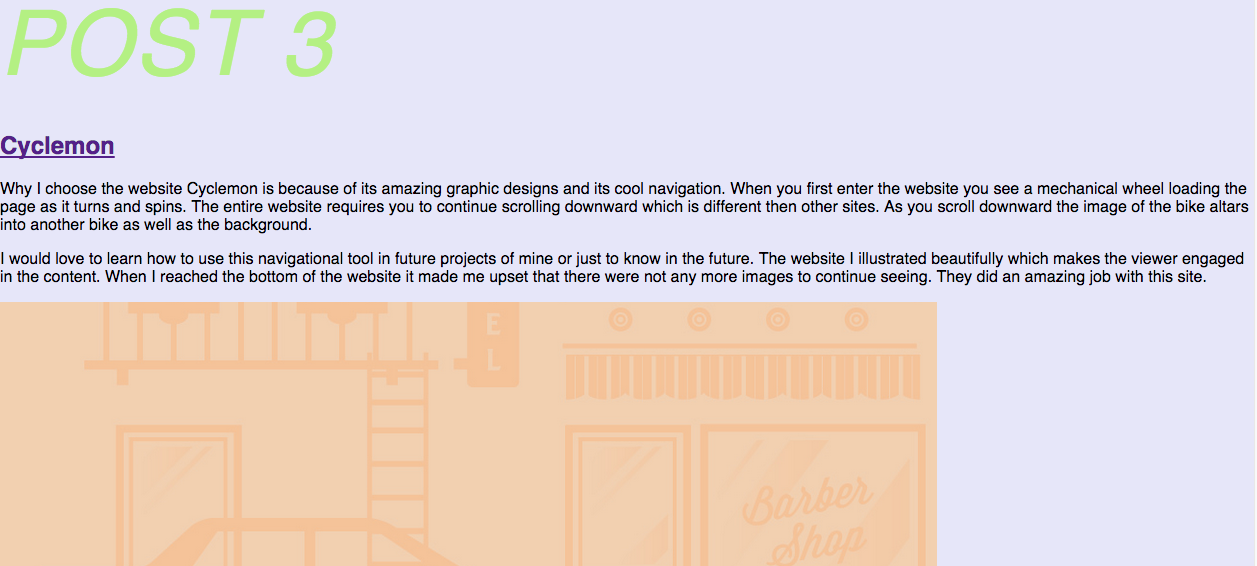 POST 3
Cyclemon
Why I choose the website Cyclemon is because of its amazing graphic designs and its cool navigation. When you first enter the website you see a mechanical wheel loading the
page as it turns and spins. The entire website requires you to continue scrolling downward which is different then other sites. As you scroll downward the image of the bike altars
into another bike as well as the background.
I would love to learn how to use this navigational tool in future projects of mine or just to know in the future. The website I illustrated beautifully which makes the viewer engaged
in the content. When I reached the bottom of the website it made me upset that there were not any more images to continue seeing. They did an amazing job with this site.
E
L
Barber
Shop